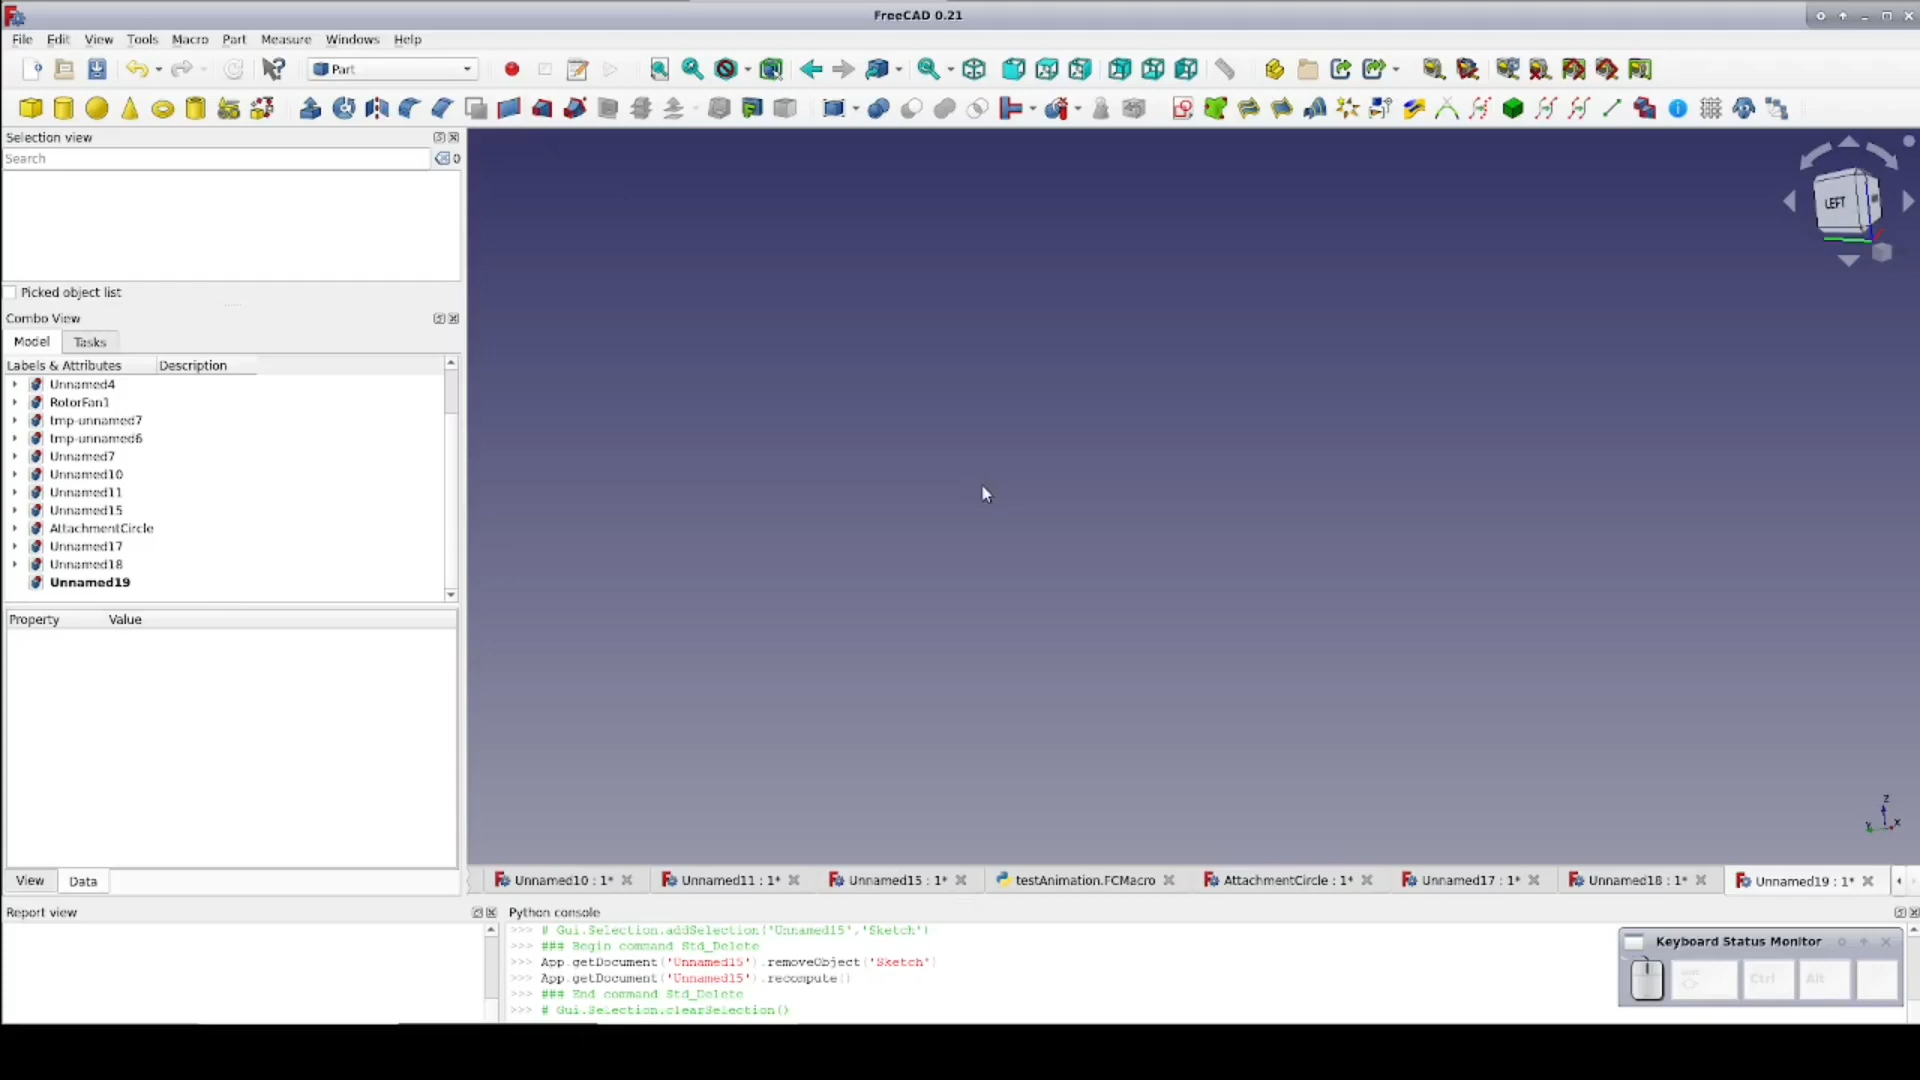 FreeCAD 0.21
File Edit View Tools Macro Part Measure Windows Help
Part
Selection view
Search
0
Picked object list
Combo View
Model Tasks
Labels & Attributes Description
Unnamed4
RotorFan1
tmp-unnamed7
tmp-unnamed6
Unnamed7
Unnamed10
Unnamed11
Unnamed15
AttachmentCircle
Unnamed17
Unnamed18
Unnamed19
Property Value
View Data
LEFT
Z
Y X
Unnamed10 : 1* Unnamed11 : 1* Unnamed15 : 1* testAnimation.FCMacro AttachmentCircle : 1* Unnamed17 : 1* Unnamed18 : 1* Unnamed19 : 1*
Report view
Python console
>>> # Gui.Selection.addSelection('Unnamed15','Sketch')
>>> ### Begin command Std_Delete
>>> App.getDocument('Unnamed15').removeObject('Sketch')
>>> App.getDocument('Unnamed15').recompute()
>>> ### End command Std_Delete
>>> # Gui.Selection.clearSelection()
Keyboard Status Monitor
Ctrl Alt